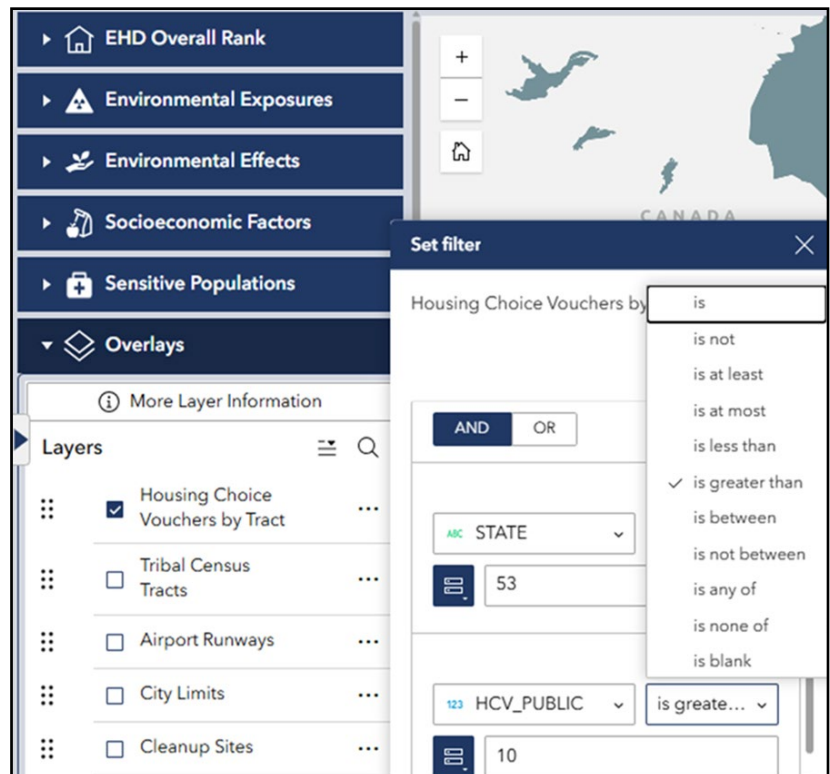 EHD Overall Rank
Environmental Exposures
Environmental Effects
Socioeconomic Factors
Sensitive Populations
Overlays
More Layer Information
Layers
Housing Choice
Vouchers by Tract
Tribal Census
Tracts
Airport Runways
City Limits
Cleanup Sites
+
−
CANADA
Set filter
Housing Choice Vouchers by
AND OR
ABC STATE
53
123 HCV_PUBLIC is greate...
10
is
is not
is at least
is at most
is less than
is greater than
is between
is not between
is any of
is none of
is blank